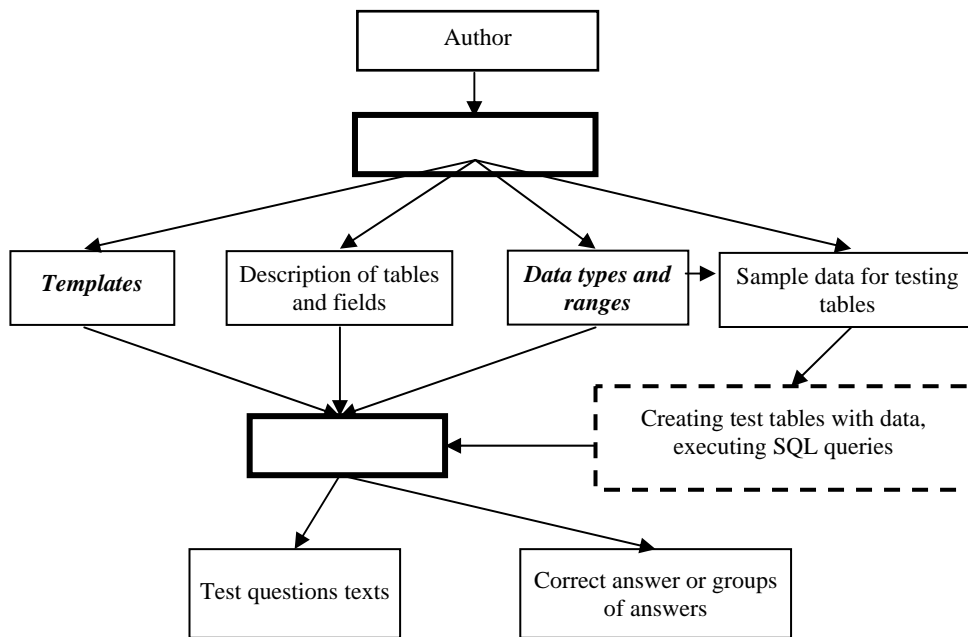 Author
Templates
Description of tables
and fields
Data types and
ranges
Sample data for testing
tables
Creating test tables with data,
executing SQL queries
Test questions texts
Correct answer or groups
of answers